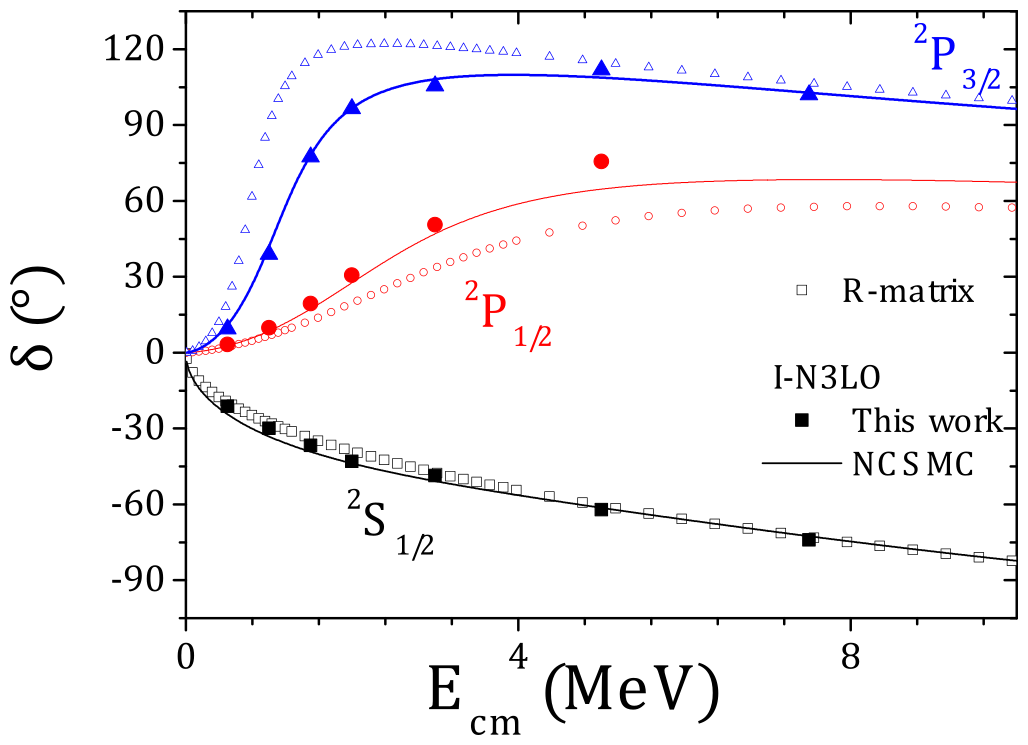 120
90
60
30
0
-30
-60
-90
δ (°)
²P₃/₂
²P₁/₂
²S₁/₂
R-matrix
I-N3LO
This work
NCSMC
0 4 8
E_cm (MeV)